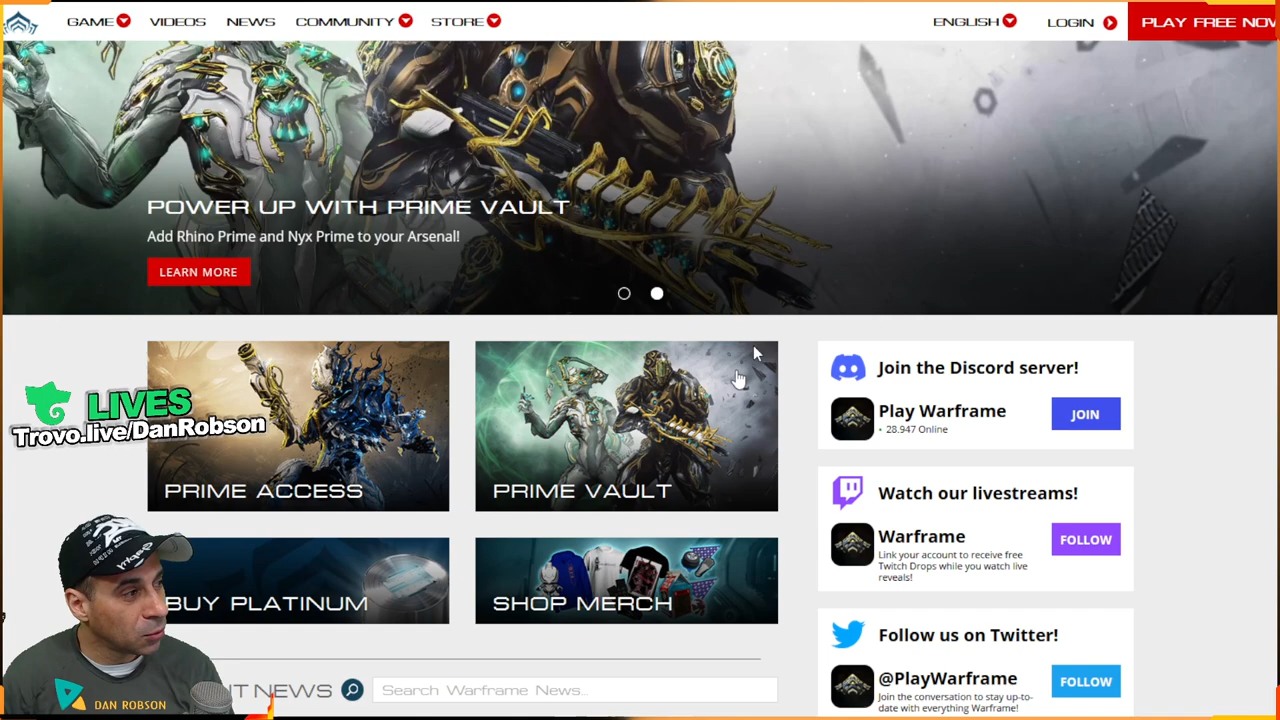 GAME
VIDEOS
NEWS
COMMUNITY
STORE
ENGLISH
LOGIN
PLAY FREE NOW
POWER UP WITH PRIME VAULT
Add Rhino Prime and Nyx Prime to your Arsenal!
LEARN MORE
PRIME ACCESS
PRIME VAULT
BUY PLATINUM
SHOP MERCH
LIVES
Trovo.live/DanRobson
Join the Discord server!
Play Warframe
• 28.947 Online
JOIN
Watch our livestreams!
Warframe
Link your account to receive free
Twitch Drops while you watch live
reveals!
FOLLOW
Follow us on Twitter!
@PlayWarframe
Join the conversation to stay up-to-
date with everything Warframe!
FOLLOW
NEWS
Search Warframe News..
DAN ROBSON